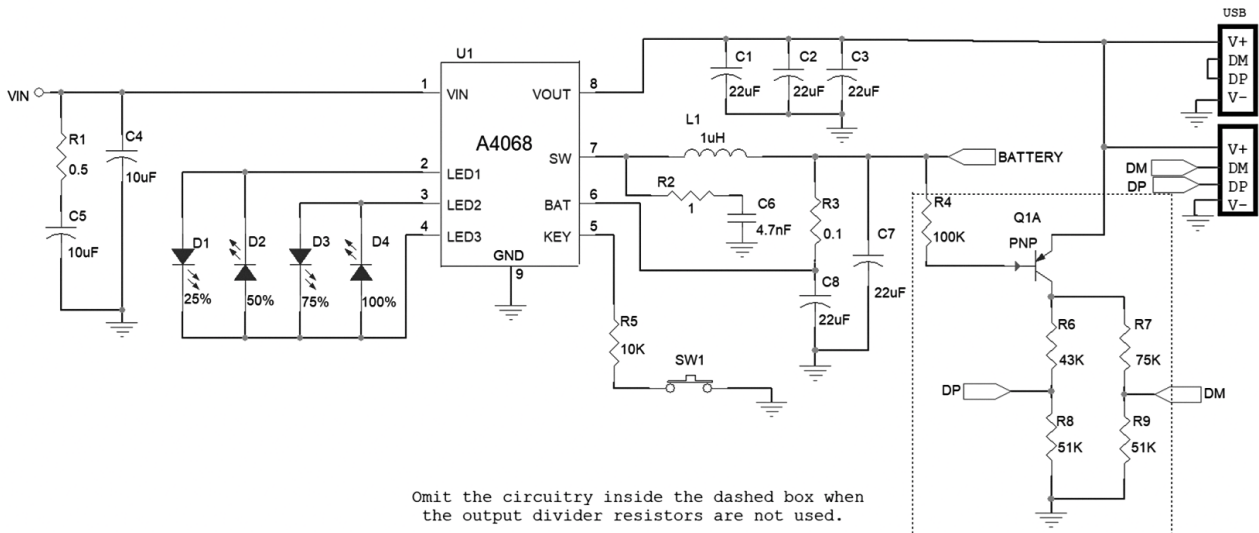 USB
V+
DM
DP
V-
V+
DM
DP
V-
DM
DP
C1
22uF
C2
22uF
C3
22uF
U1
1
VIN
VOUT
8
VIN
R1
0.5
C4
10uF
C5
10uF
A4068
2
LED1
3
LED2
4
LED3
SW
7
BAT
6
KEY
5
GND
9
L1
1uH
BATTERY
R2
1
C6
4.7nF
R3
0.1
C7
22uF
C8
22uF
R4
100K
Q1A
PNP
D1
25%
D2
50%
D3
75%
D4
100%
R5
10K
SW1
R6
43K
R7
75K
DP
DM
R8
51K
R9
51K
Omit the circuitry inside the dashed box when
the output divider resistors are not used.